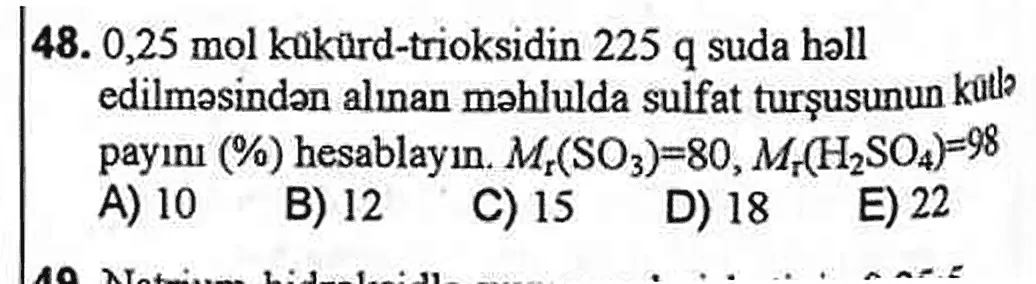 48. 0,25 mol kükürd-trioksidin 225 q suda həll
edilməsindən alınan məhlulda sulfat turşusunun kütlə
payını (%) hesablayın. Mᵣ(SO₃)=80, Mᵣ(H₂SO₄)=98
A) 10 B) 12 C) 15 D) 18 E) 22
49